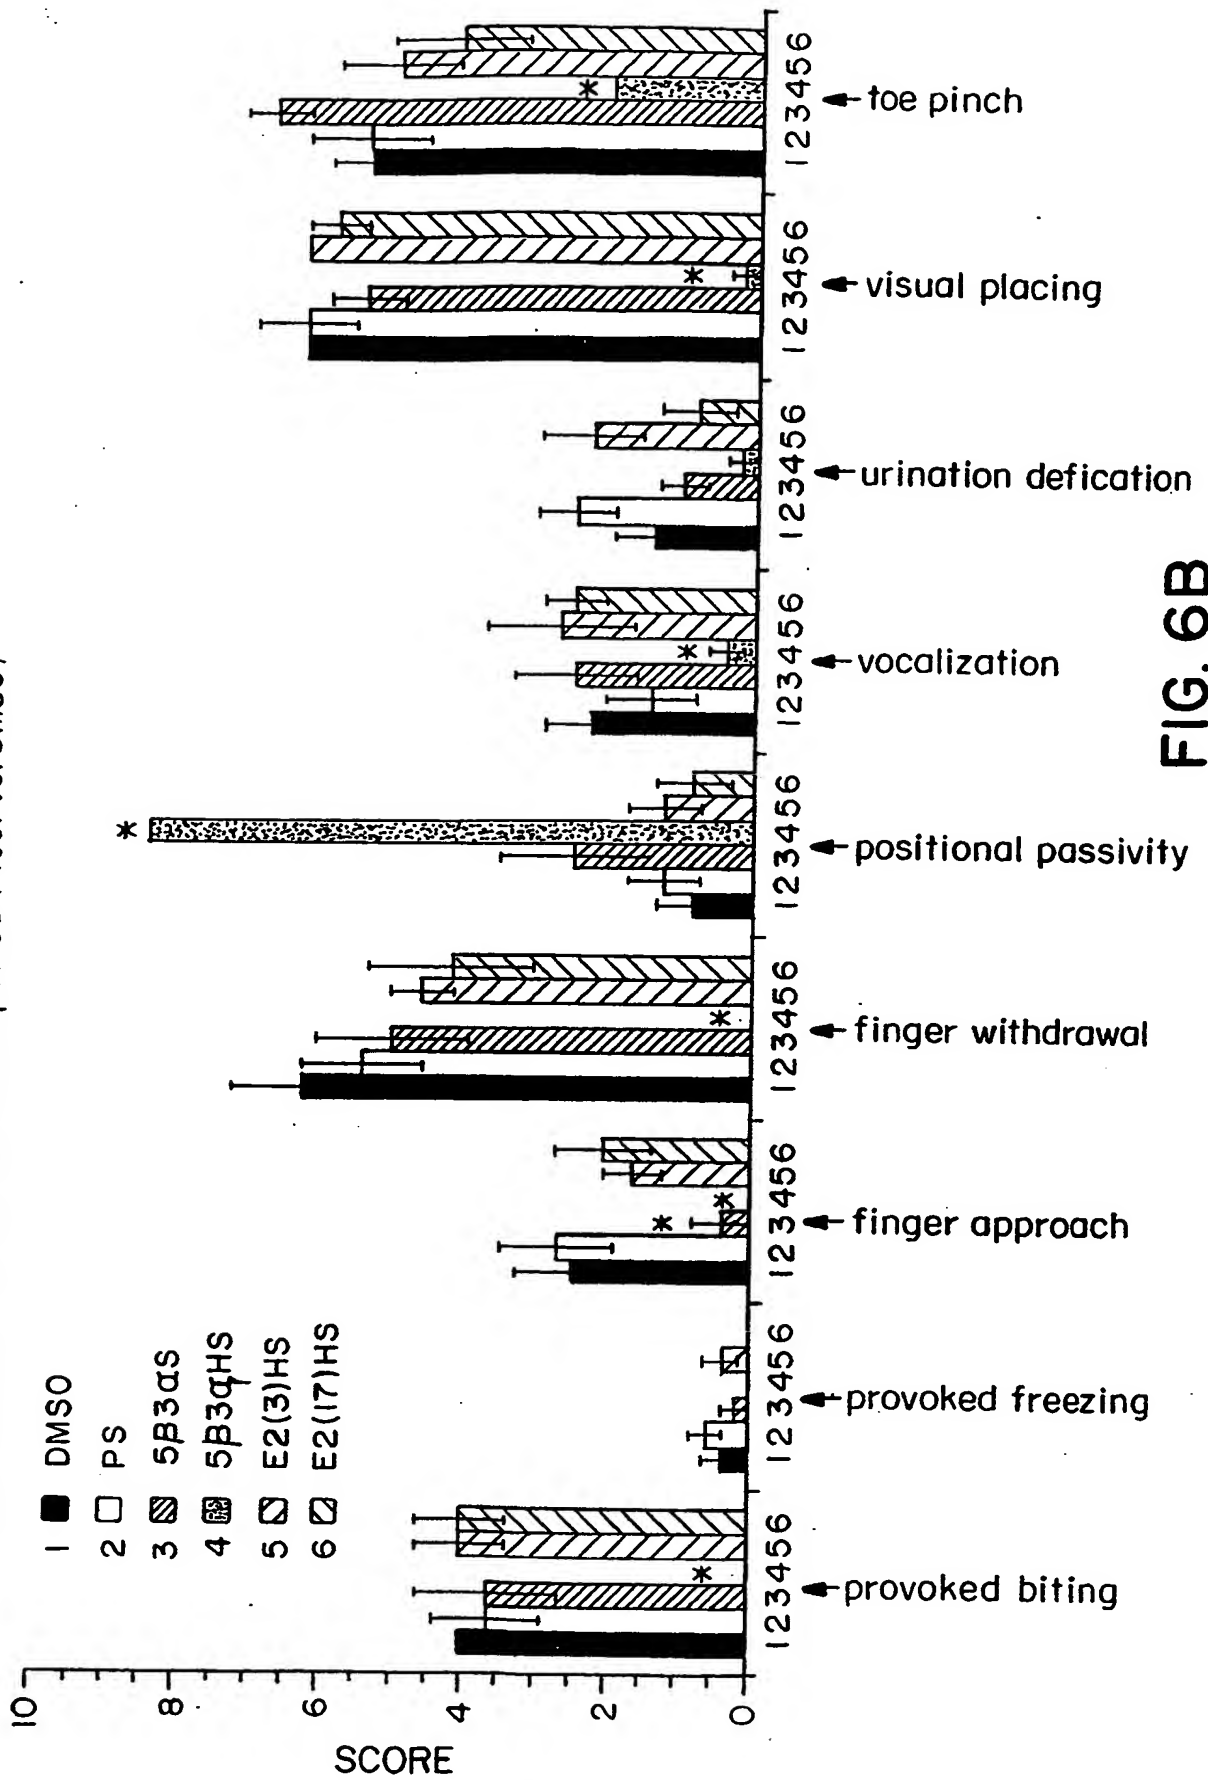 1 DMSO
2 PS
3 5β3αS
4 5β3αHS
5 E2(3)HS
6 E2(17)HS
*
10
8
6
4
2
0
SCORE
* * * * * * * *
123456 123456 123456 123456 123456 123456 123456 123456 123456
provoked biting
provoked freezing
finger approach
finger withdrawal
positional passivity
vocalization
urination defication
visual placing
toe pinch
FIG. 6B